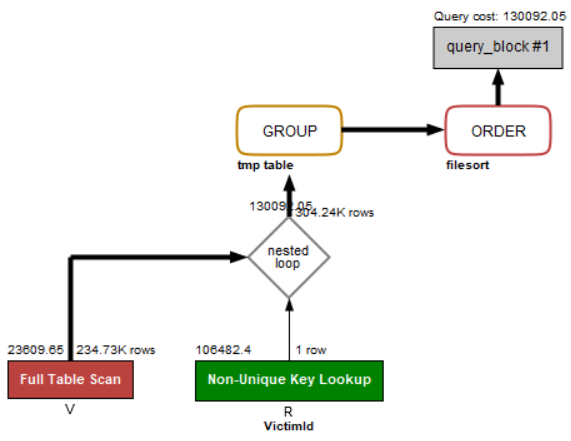 Query cost: 130092.05
query_block #1
GROUP
ORDER
tmp table
filesort
130092.05
304.24K rows
nested
loop
23609.65
234.73K rows
106482.4
1 row
Full Table Scan
Non-Unique Key Lookup
V
R
VictimId